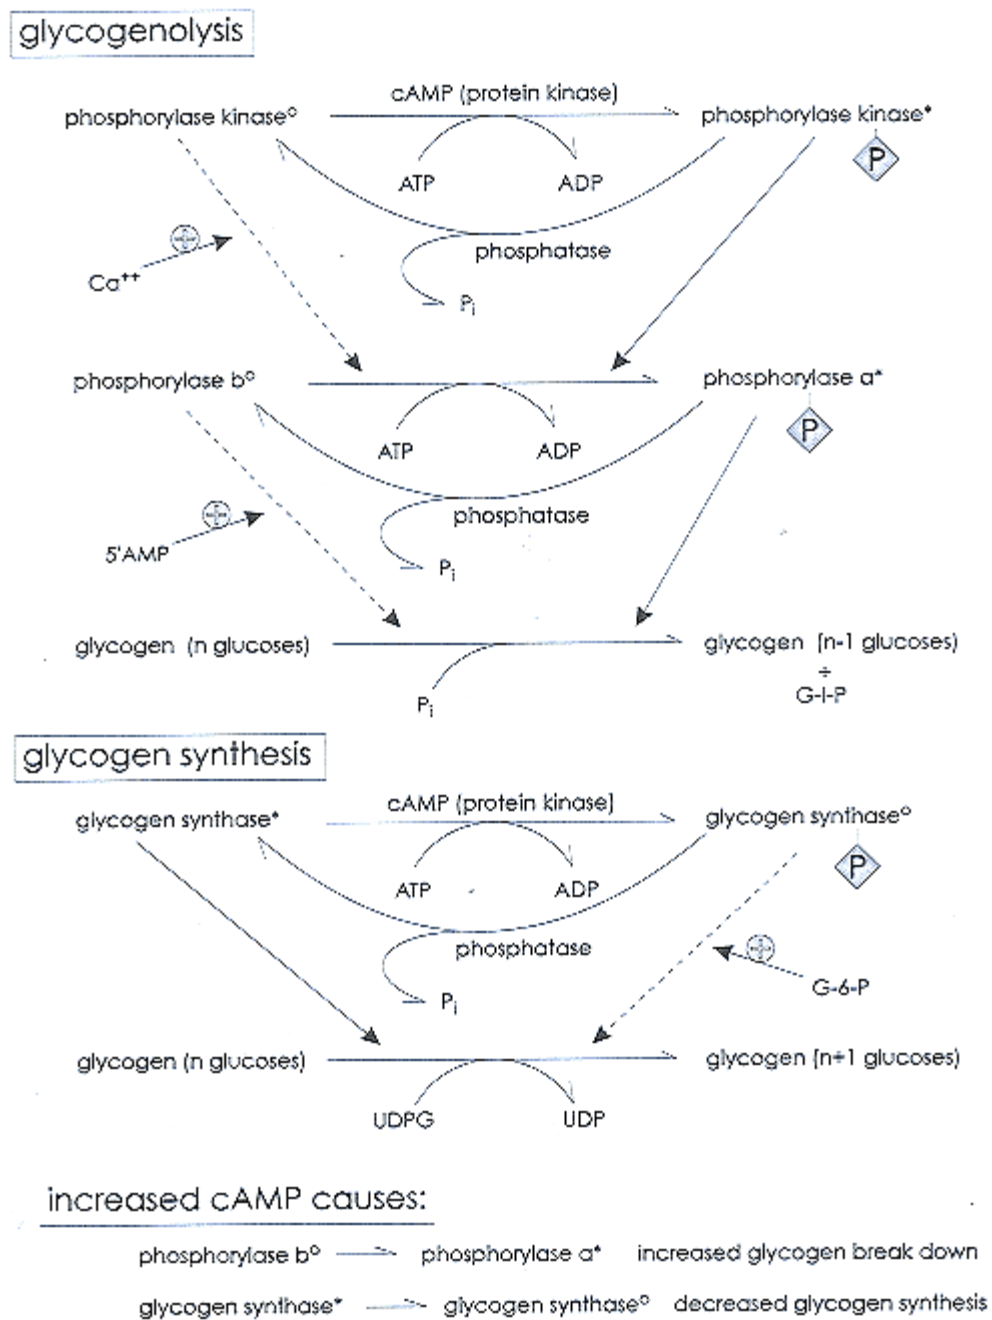 glycogenolysis
cAMP (protein kinase)
phosphorylase kinase° phosphorylase kinase*
P
ATP ADP
phosphatase
Ca++
Pi
phosphorylase b° phosphorylase a*
P
ATP ADP
phosphatase
5'AMP
Pi
glycogen (n glucoses) glycogen (n-1 glucoses)
+
Pi G-1-P
glycogen synthesis
cAMP (protein kinase)
glycogen synthase* glycogen synthase°
P
ATP ADP
phosphatase
G-6-P
Pi
glycogen (n glucoses) glycogen (n+1 glucoses)
UDPG UDP
increased cAMP causes:
phosphorylase b° → phosphorylase a* increased glycogen break down
glycogen synthase* → glycogen synthase° decreased glycogen synthesis